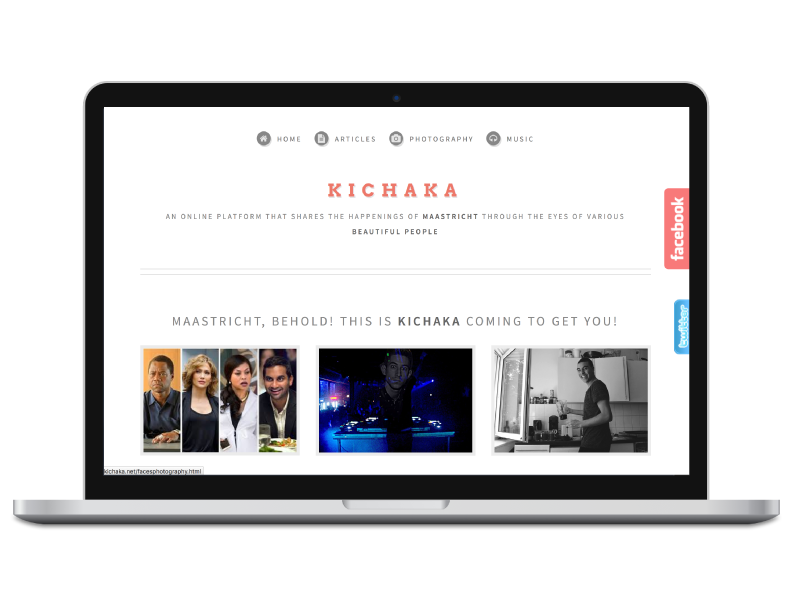 HOME ARTICLES PHOTOGRAPHY MUSIC
KICHAKA
AN ONLINE PLATFORM THAT SHARES THE HAPPENINGS OF MAASTRICHT THROUGH THE EYES OF VARIOUS
BEAUTIFUL PEOPLE
facebook
twitter
MAASTRICHT, BEHOLD! THIS IS KICHAKA COMING TO GET YOU!
kichaka.net/facesphotography.html